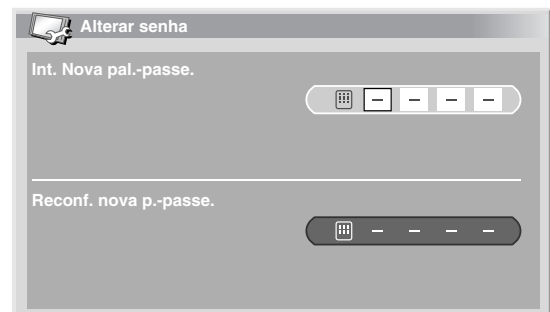 Alterar senha
Int. Nova pal.-passe.
– – – –
Reconf. nova p.-passe.
– – – –